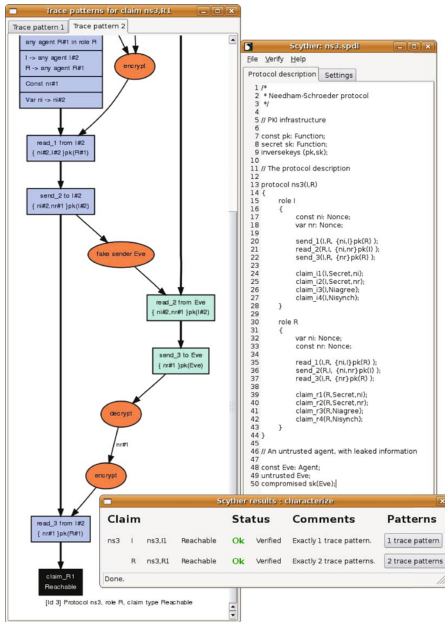 Trace patterns for claim ns3,R1
Trace pattern 1
Trace pattern 2
any agent R#1 in role R
I -> any agent I#2
R -> any agent R#1
Const nr#1
Var ni -> ni#2
encrypt
read_1 from I#2
{ ni#2,I#2 }pk(R#1)
send_2 to I#2
{ ni#2,nr#1 }pk(I#2)
fake sender Eve
read_2 from Eve
{ ni#2,nr#1 }pk(I#2)
send_3 to Eve
{ nr#1 }pk(Eve)
decrypt
nr#1
encrypt
read_3 from I#2
{ nr#1 }pk(R#1)
claim_R1
Reachable
[Id 3] Protocol ns3, role R, claim type Reachable
Scyther: ns3.spdl
File Verify Help
Protocol description
Settings
1 /*
2 * Needham-Schroeder protocol
3 */
4
5 // PKI infrastructure
6
7 const pk: Function;
8 secret sk: Function;
9 inversekeys (pk,sk);
10
11 // The protocol description
12
13 protocol ns3(I,R)
14 {
15 role I
16 {
17 const ni: Nonce;
18 var nr: Nonce;
19
20 send_1(I,R, {ni,I}pk(R) );
21 read_2(R,I, {ni,nr}pk(I) );
22 send_3(I,R, {nr}pk(R) );
23
24 claim_i1(I,Secret,ni);
25 claim_i2(I,Secret,nr);
26 claim_i3(I,Niagree);
27 claim_i4(I,Nisynch);
28 }
29
30 role R
31 {
32 var ni: Nonce;
33 const nr: Nonce;
34
35 read_1(I,R, {ni,I}pk(R) );
36 send_2(R,I, {ni,nr}pk(I) );
37 read_3(I,R, {nr}pk(R) );
38
39 claim_r1(R,Secret,ni);
40 claim_r2(R,Secret,nr);
41 claim_r3(R,Niagree);
42 claim_r4(R,Nisynch);
43 }
44 }
45
46 // An untrusted agent, with leaked information
47
48 const Eve: Agent;
49 untrusted Eve;
50 compromised sk(Eve);
Scyther results : characterize
Claim Status Comments Patterns
ns3 I ns3,I1 Reachable Ok Verified Exactly 1 trace pattern. 1 trace pattern
R ns3,R1 Reachable Ok Verified Exactly 2 trace patterns. 2 trace patterns
Done.